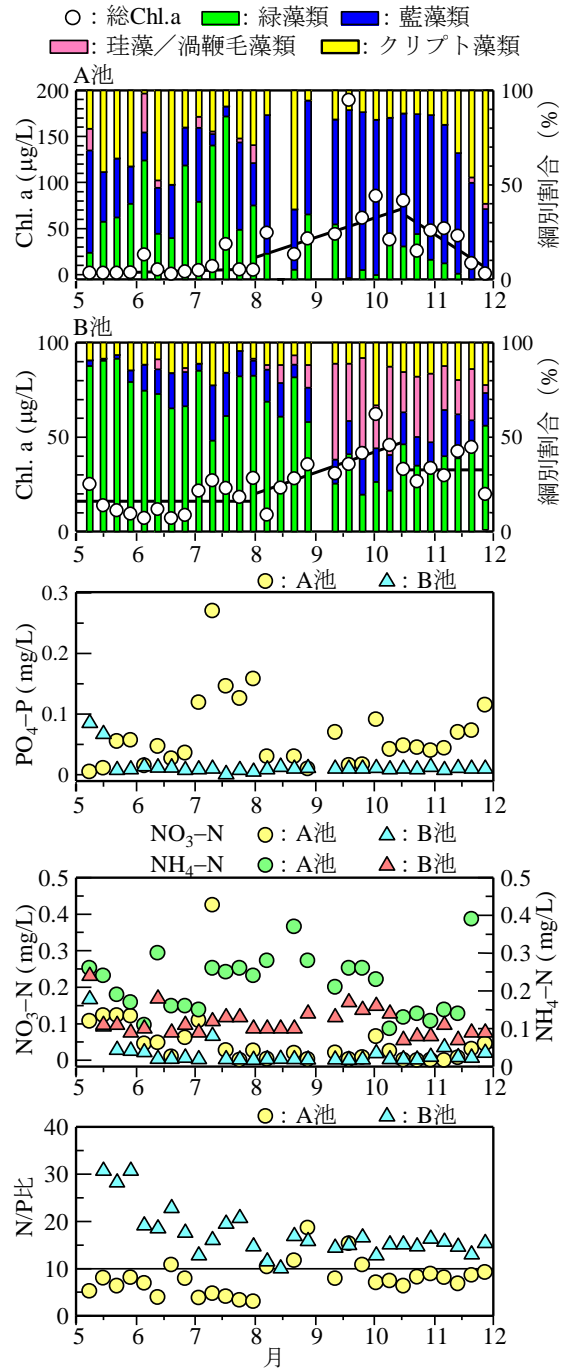 ○：総Chl.a ：緑藻類 ：藍藻類
：珪藻／渦鞭毛藻類 ：クリプト藻類
A池
200
150
100
50
0
Chl. a (μg/L)
100
50
0
綱別割合（%）
5 6 7 8 9 10 11 12
B池
100
50
0
Chl. a (μg/L)
100
50
0
綱別割合（%）
5 6 7 8 9 10 11 12
：A池 ：B池
0.3
0.2
0.1
0
PO4–P (mg/L)
5 6 7 8 9 10 11 12
NO3–N ：A池 ：B池
NH4–N ：A池 ：B池
0.5
0.4
0.3
0.2
0.1
0
NO3–N (mg/L)
0.5
0.4
0.3
0.2
0.1
0
NH4–N (mg/L)
5 6 7 8 9 10 11 12
：A池 ：B池
40
30
20
10
0
N/P比
5 6 7 8 9 10 11 12
月